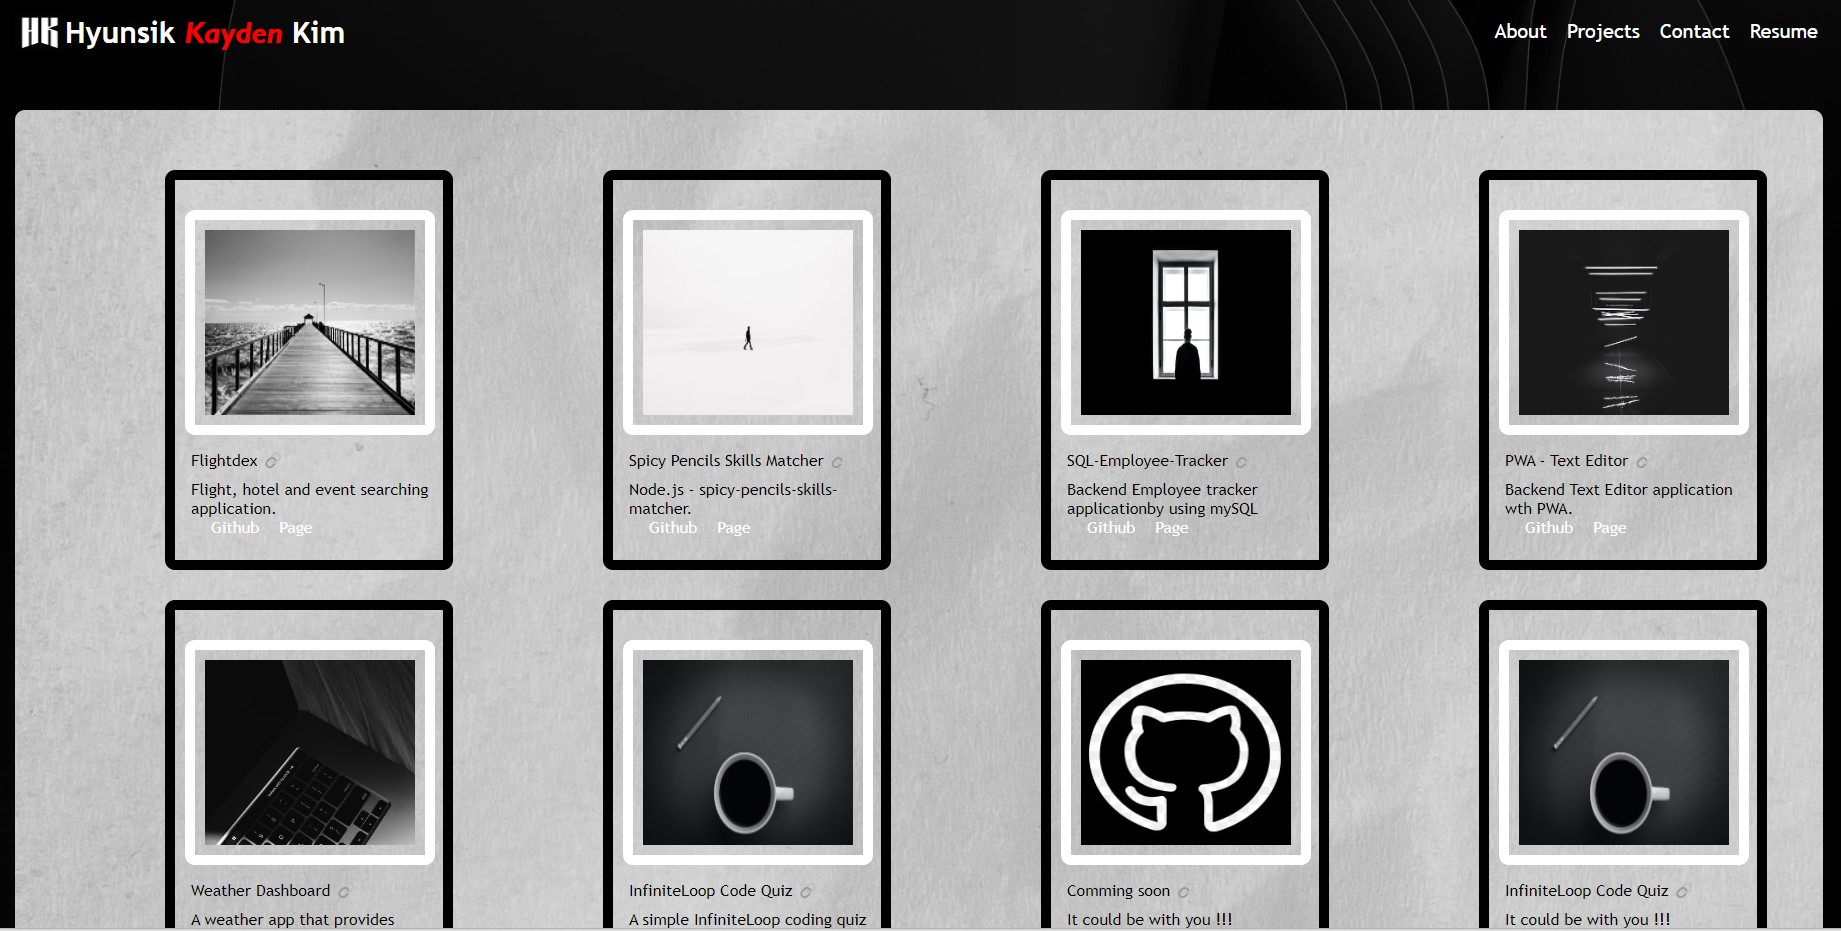 HK Hyunsik Kayden Kim
About Projects Contact Resume
Flightdex
Flight, hotel and event searching
application.
Github Page
Spicy Pencils Skills Matcher
Node.js - spicy-pencils-skills-
matcher.
Github Page
SQL-Employee-Tracker
Backend Employee tracker
applicationby using mySQL
Github Page
PWA - Text Editor
Backend Text Editor application
wth PWA.
Github Page
Weather Dashboard
A weather app that provides
InfiniteLoop Code Quiz
A simple InfiniteLoop coding quiz
Comming soon
It could be with you !!!
InfiniteLoop Code Quiz
It could be with you !!!